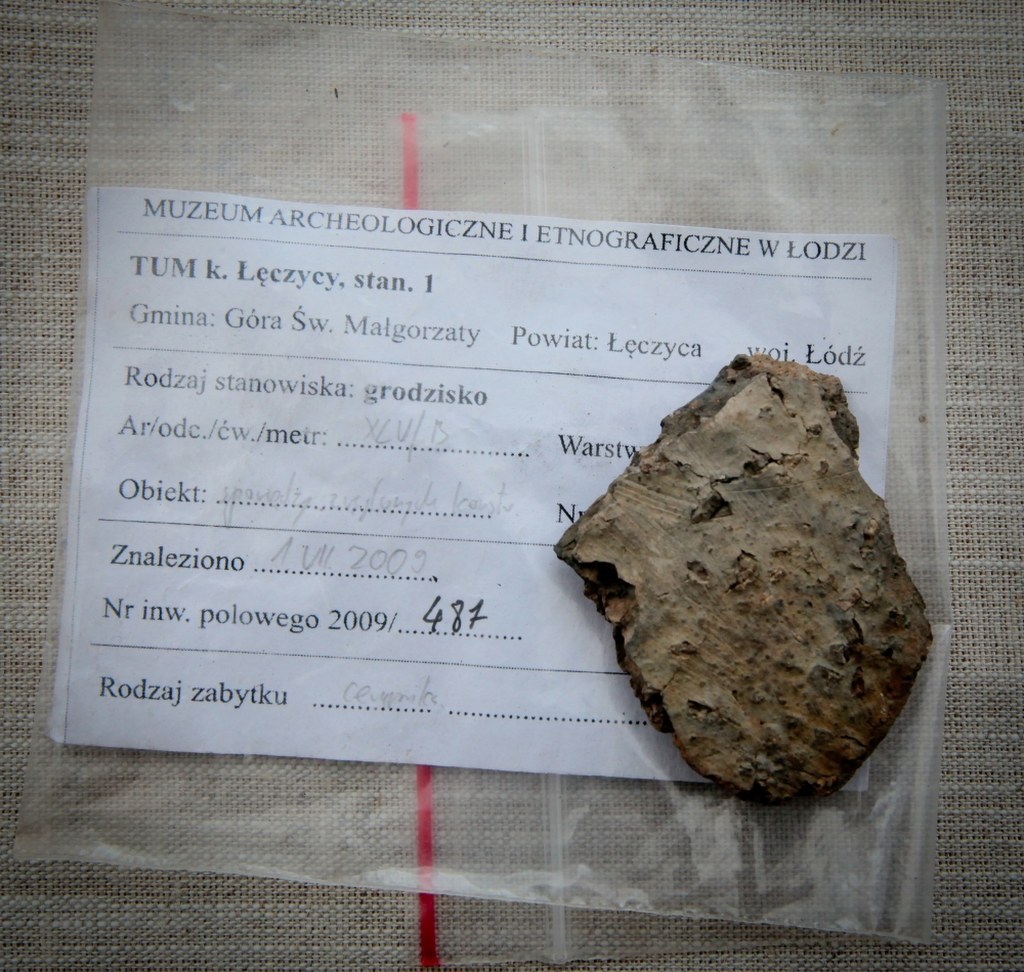 MUZEUM ARCHEOLOGICZNE I ETNOGRAFICZNE W ŁODZI
TUM k. Łęczycy, stan. 1
Gmina: Góra Św. Małgorzaty Powiat: Łęczyca woj. Łódź
Rodzaj stanowiska: grodzisko
Ar/odc./ćw./metr: XLV/B Warstw
Obiekt:
Znaleziono 1 VII 2009
Nr inw. polowego 2009/ 487
Rodzaj zabytku ceramika